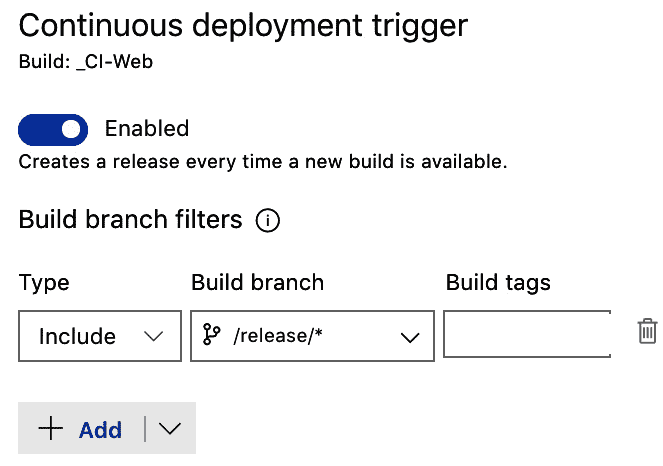 Continuous deployment trigger
Build: _CI-Web
Enabled
Creates a release every time a new build is available.
Build branch filters
Type Build branch Build tags
Include /release/*
Add